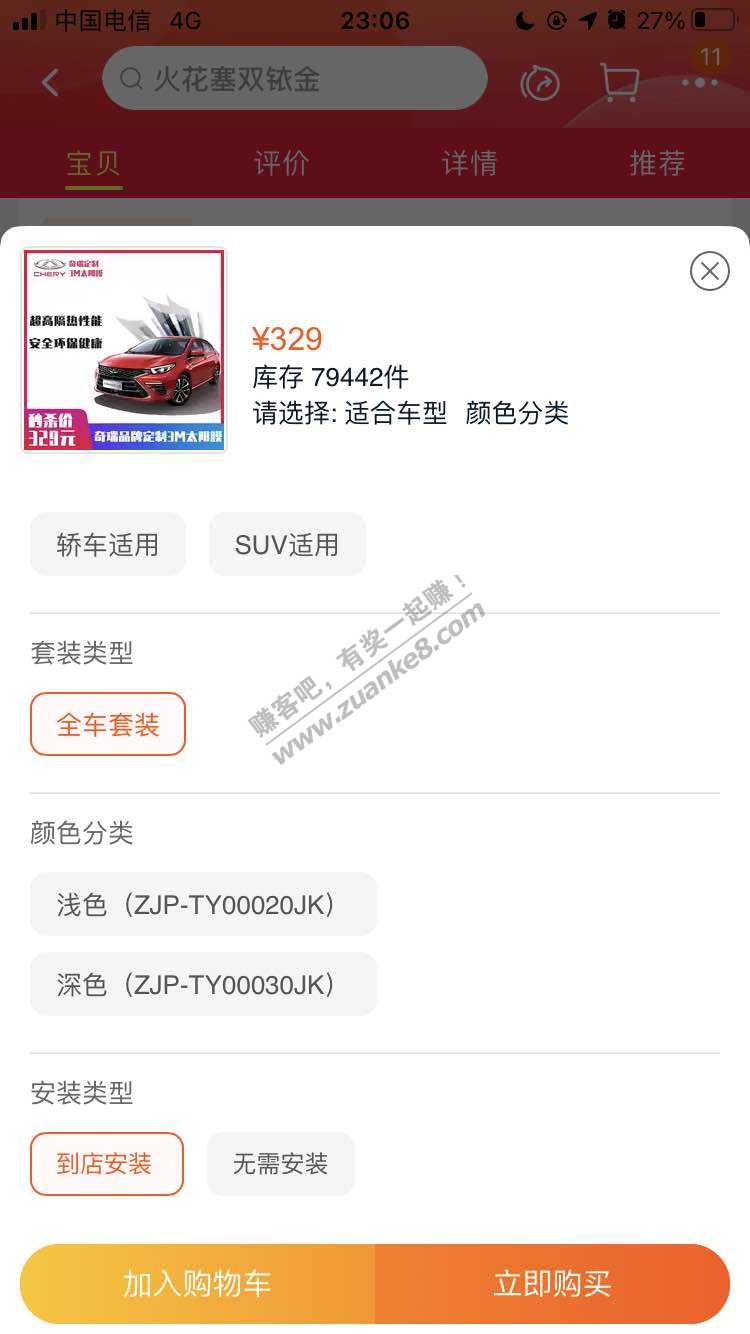 中国电信 4G 23:06 27%
火花塞双铱金
11
宝贝 评价 详情 推荐
奇瑞定制
CHERY 3M太阳膜
超高隔热性能
安全环保健康
秒杀价
329元
奇瑞品牌定制3M太阳膜
¥329
库存 79442件
请选择: 适合车型 颜色分类
轿车适用 SUV适用
赚客吧，有奖一起赚！
www.zuanke8.com
套装类型
全车套装
颜色分类
浅色（ZJP-TY00020JK）
深色（ZJP-TY00030JK）
安装类型
到店安装 无需安装
加入购物车 立即购买